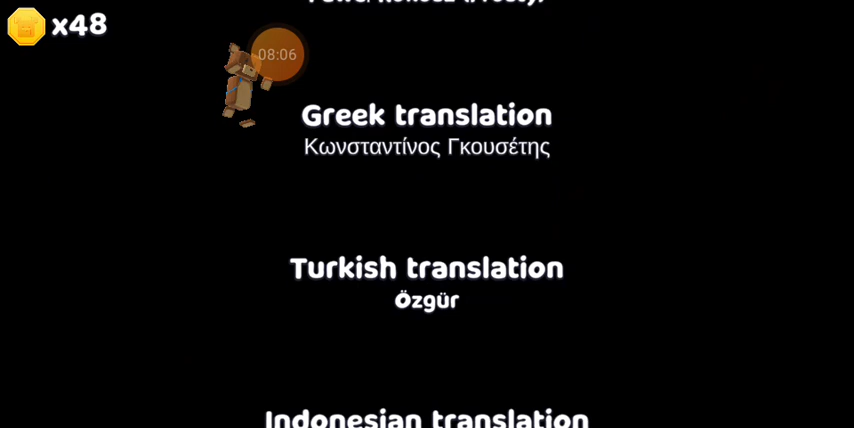 x48
08:06
Greek translation
Κωνσταντίνος Γκουσέτης
Turkish translation
Özgür
Indonesian translation